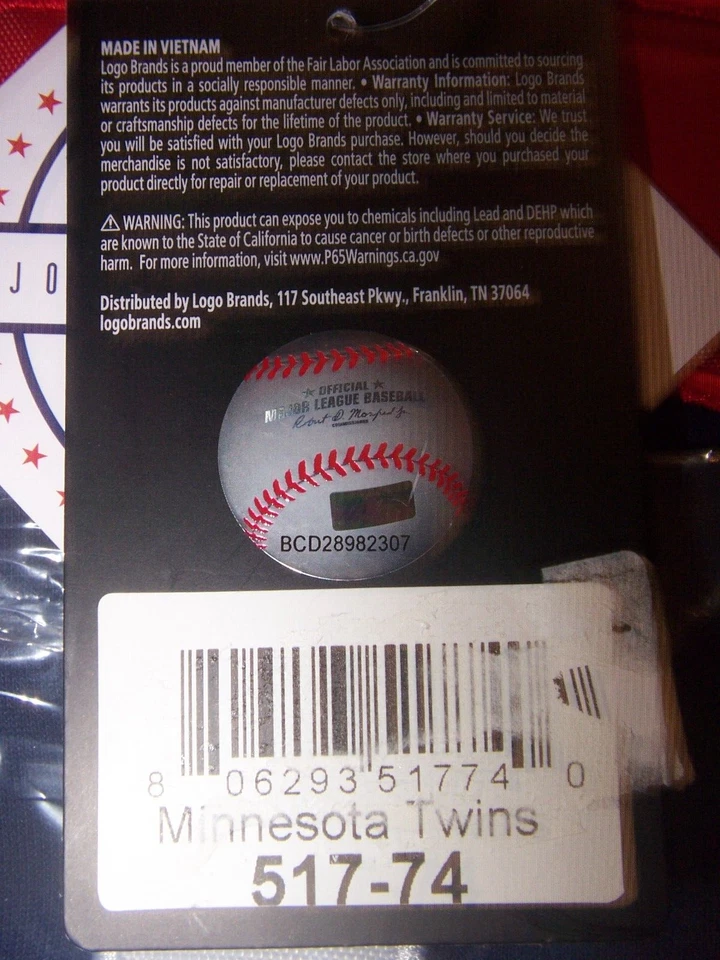 MADE IN VIETNAM
Logo Brands is a proud member of the Fair Labor Association and is committed to sourcing
its products in a socially responsible manner. • Warranty Information: Logo Brands
warrants its products against manufacturer defects only, including and limited to material
or craftsmanship defects for the lifetime of the product. • Warranty Service: We trust
you will be satisfied with your Logo Brands purchase. However, should you decide the
merchandise is not satisfactory, please contact the store where you purchased your
product directly for repair or replacement of your product.
⚠ WARNING: This product can expose you to chemicals including Lead and DEHP which
are known to the State of California to cause cancer or birth defects or other reproductive
harm. For more information, visit www.P65Warnings.ca.gov
Distributed by Logo Brands, 117 Southeast Pkwy., Franklin, TN 37064
logobrands.com
JO
OFFICIAL
MAJOR LEAGUE BASEBALL
BCD28982307
8 06293 51774 0
Minnesota Twins
517-74